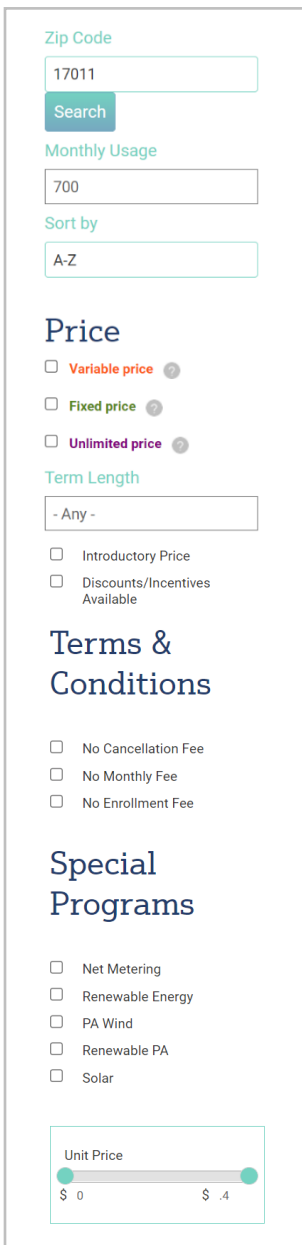 Zip Code
17011
Search
Monthly Usage
700
Sort by
A-Z
Price
Variable price ?
Fixed price ?
Unlimited price ?
Term Length
- Any -
Introductory Price
Discounts/Incentives
Available
Terms &
Conditions
No Cancellation Fee
No Monthly Fee
No Enrollment Fee
Special
Programs
Net Metering
Renewable Energy
PA Wind
Renewable PA
Solar
Unit Price
$ 0 $ .4